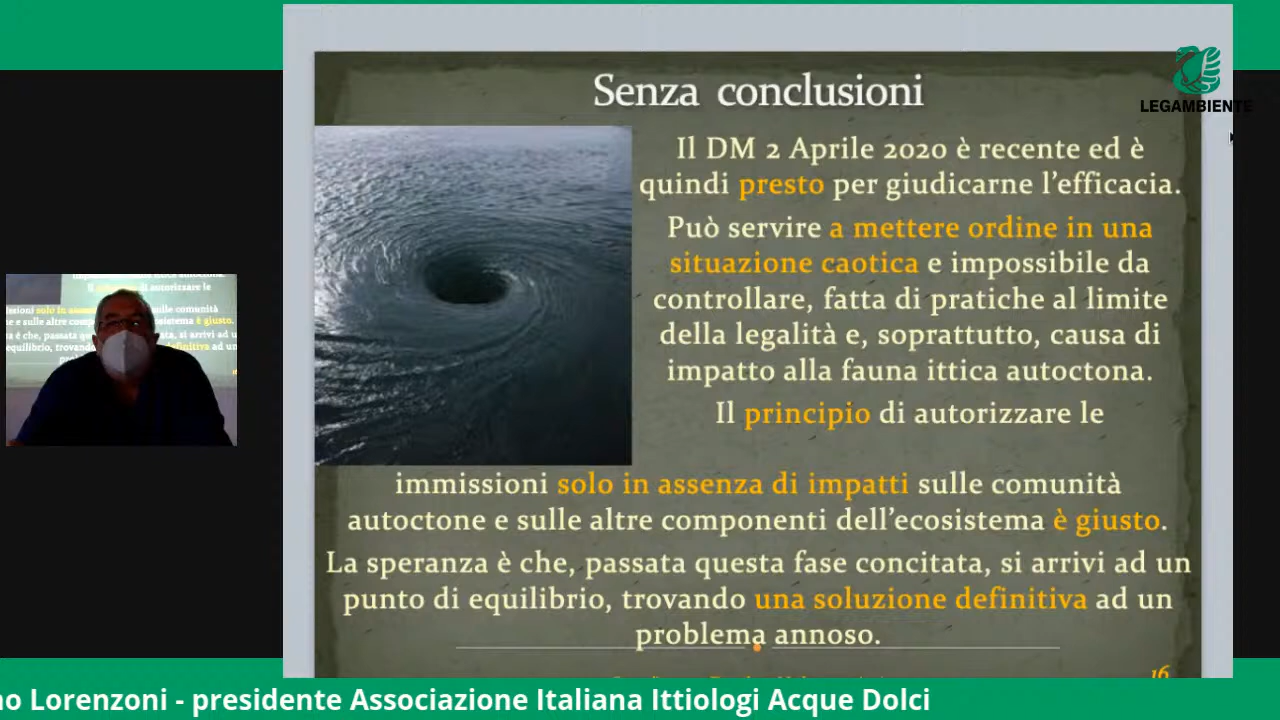 Senza conclusioni
LEGAMBIENTE
Il DM 2 Aprile 2020 è recente ed è
quindi presto per giudicarne l’efficacia.
Può servire a mettere ordine in una
situazione caotica e impossibile da
controllare, fatta di pratiche al limite
della legalità e, soprattutto, causa di
impatto alla fauna ittica autoctona.
Il principio di autorizzare le
immissioni solo in assenza di impatti sulle comunità
autoctone e sulle altre componenti dell’ecosistema è giusto.
La speranza è che, passata questa fase concitata, si arrivi ad un
punto di equilibrio, trovando una soluzione definitiva ad un
problema annoso.
16
Lorenzoni - presidente Associazione Italiana Ittiologi Acque Dolci